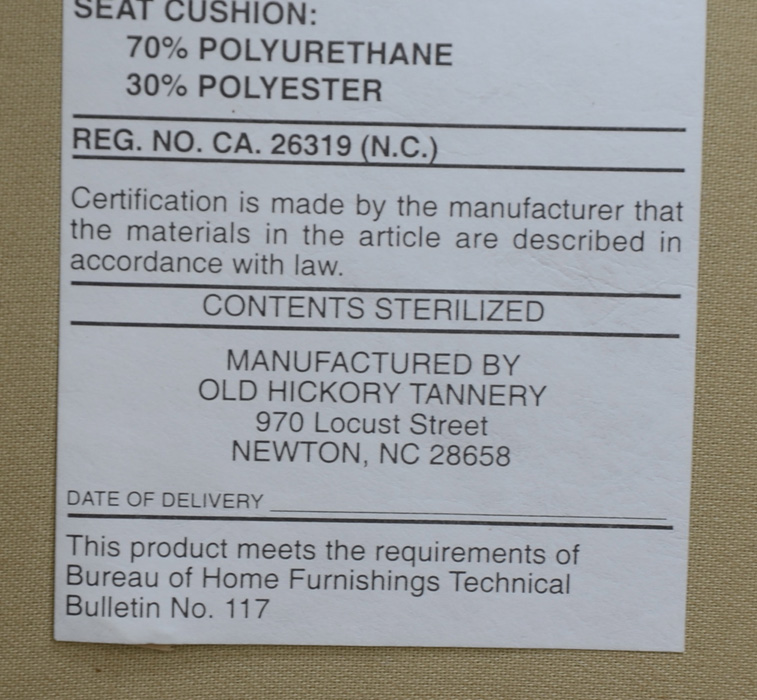 SEAT CUSHION:
70% POLYURETHANE
30% POLYESTER
REG. NO. CA. 26319 (N.C.)
Certification is made by the manufacturer that
the materials in the article are described in
accordance with law.
CONTENTS STERILIZED
MANUFACTURED BY
OLD HICKORY TANNERY
970 Locust Street
NEWTON, NC 28658
DATE OF DELIVERY
This product meets the requirements of
Bureau of Home Furnishings Technical
Bulletin No. 117